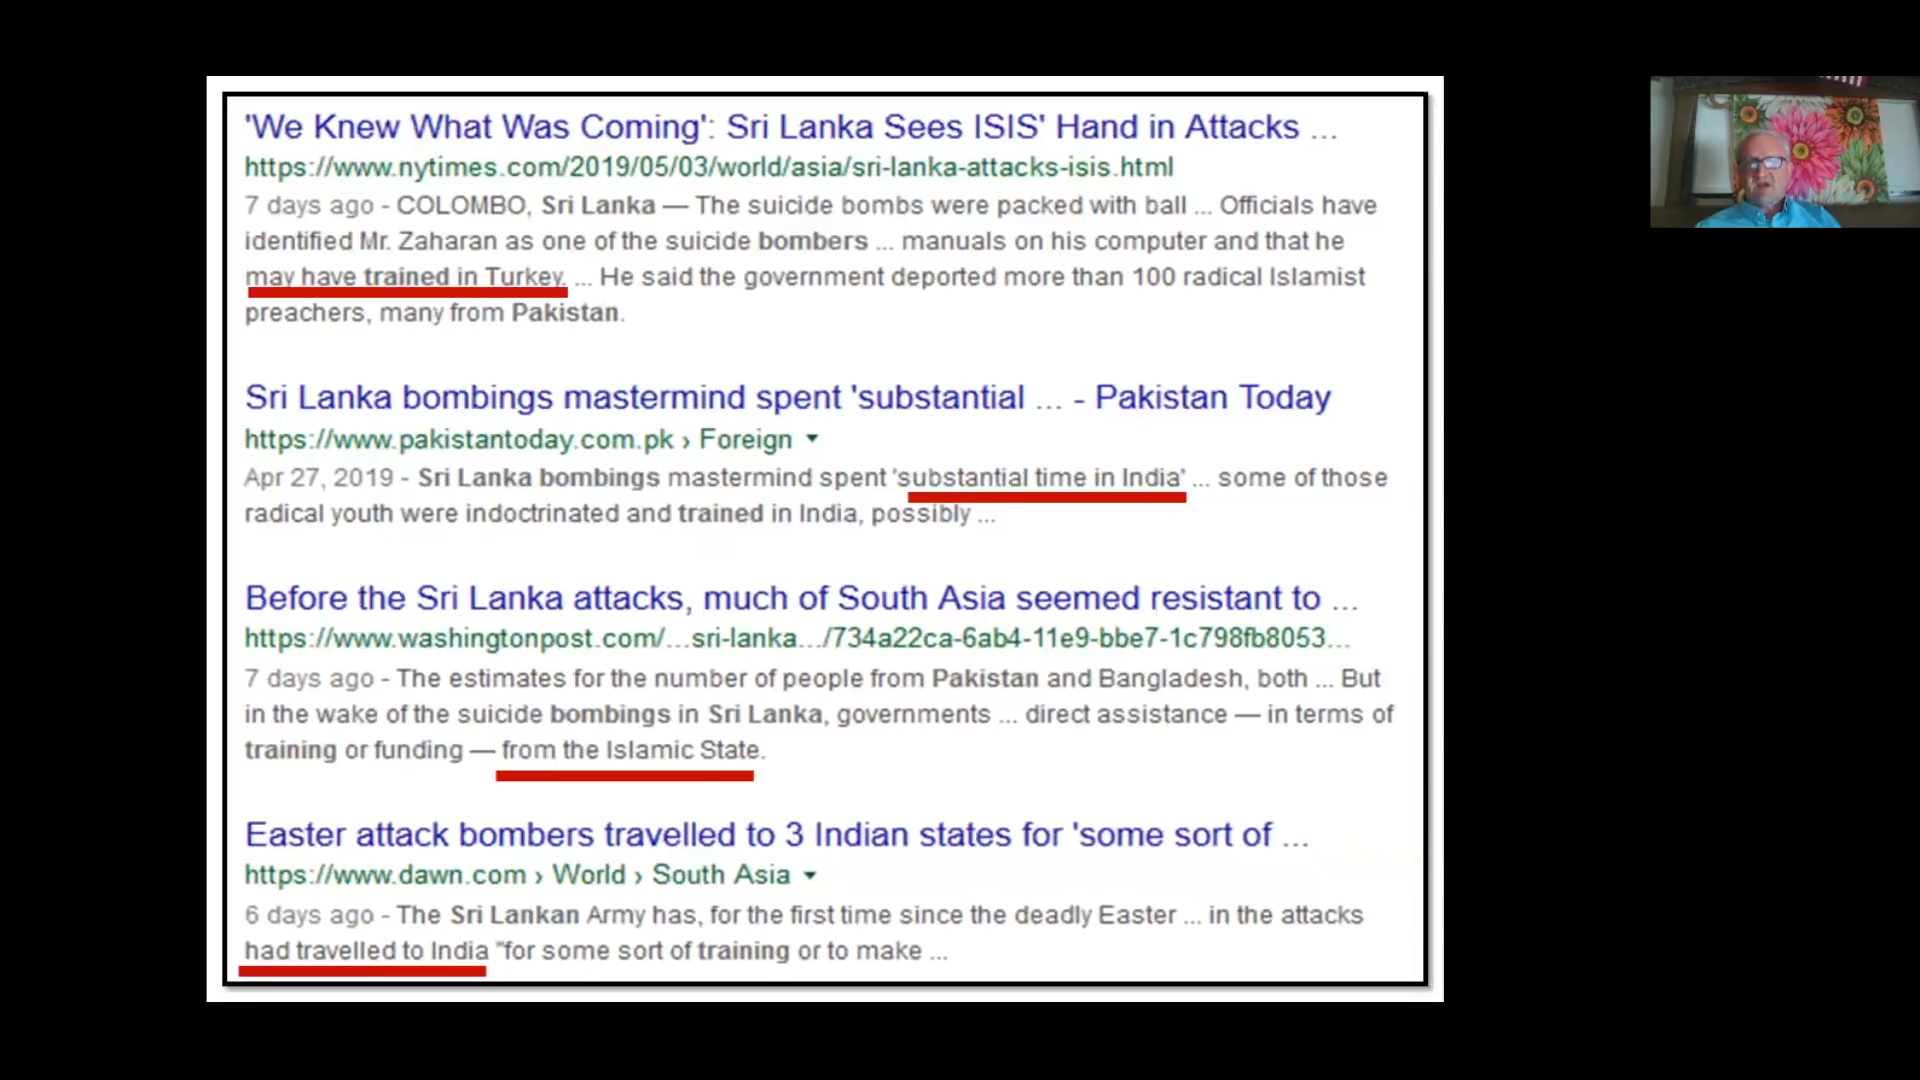 'We Knew What Was Coming': Sri Lanka Sees ISIS' Hand in Attacks ...
https://www.nytimes.com/2019/05/03/world/asia/sri-lanka-attacks-isis.html
7 days ago - COLOMBO, Sri Lanka — The suicide bombs were packed with ball ... Officials have
identified Mr. Zaharan as one of the suicide bombers ... manuals on his computer and that he
may have trained in Turkey. ... He said the government deported more than 100 radical Islamist
preachers, many from Pakistan.
Sri Lanka bombings mastermind spent 'substantial ... - Pakistan Today
https://www.pakistantoday.com.pk › Foreign
Apr 27, 2019 - Sri Lanka bombings mastermind spent 'substantial time in India' ... some of those
radical youth were indoctrinated and trained in India, possibly ...
Before the Sri Lanka attacks, much of South Asia seemed resistant to ...
https://www.washingtonpost.com/...sri-lanka.../734a22ca-6ab4-11e9-bbe7-1c798fb8053...
7 days ago - The estimates for the number of people from Pakistan and Bangladesh, both ... But
in the wake of the suicide bombings in Sri Lanka, governments ... direct assistance — in terms of
training or funding — from the Islamic State.
Easter attack bombers travelled to 3 Indian states for 'some sort of ...
https://www.dawn.com › World › South Asia
6 days ago - The Sri Lankan Army has, for the first time since the deadly Easter ... in the attacks
had travelled to India "for some sort of training or to make ...